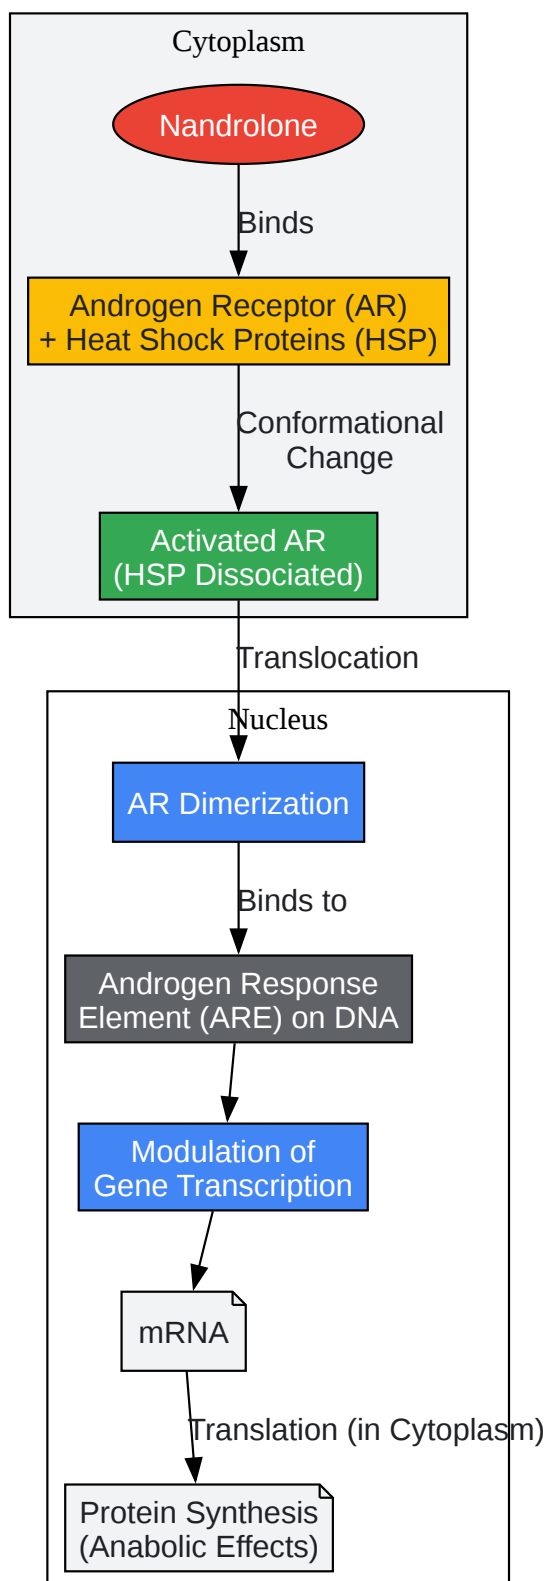 Cytoplasm
Nandrolone
Binds
Androgen Receptor (AR)
+ Heat Shock Proteins (HSP)
Conformational
Change
Activated AR
(HSP Dissociated)
Translocation
Nucleus
AR Dimerization
Binds to
Androgen Response
Element (ARE) on DNA
Modulation of
Gene Transcription
mRNA
Translation (in Cytoplasm)
Protein Synthesis
(Anabolic Effects)